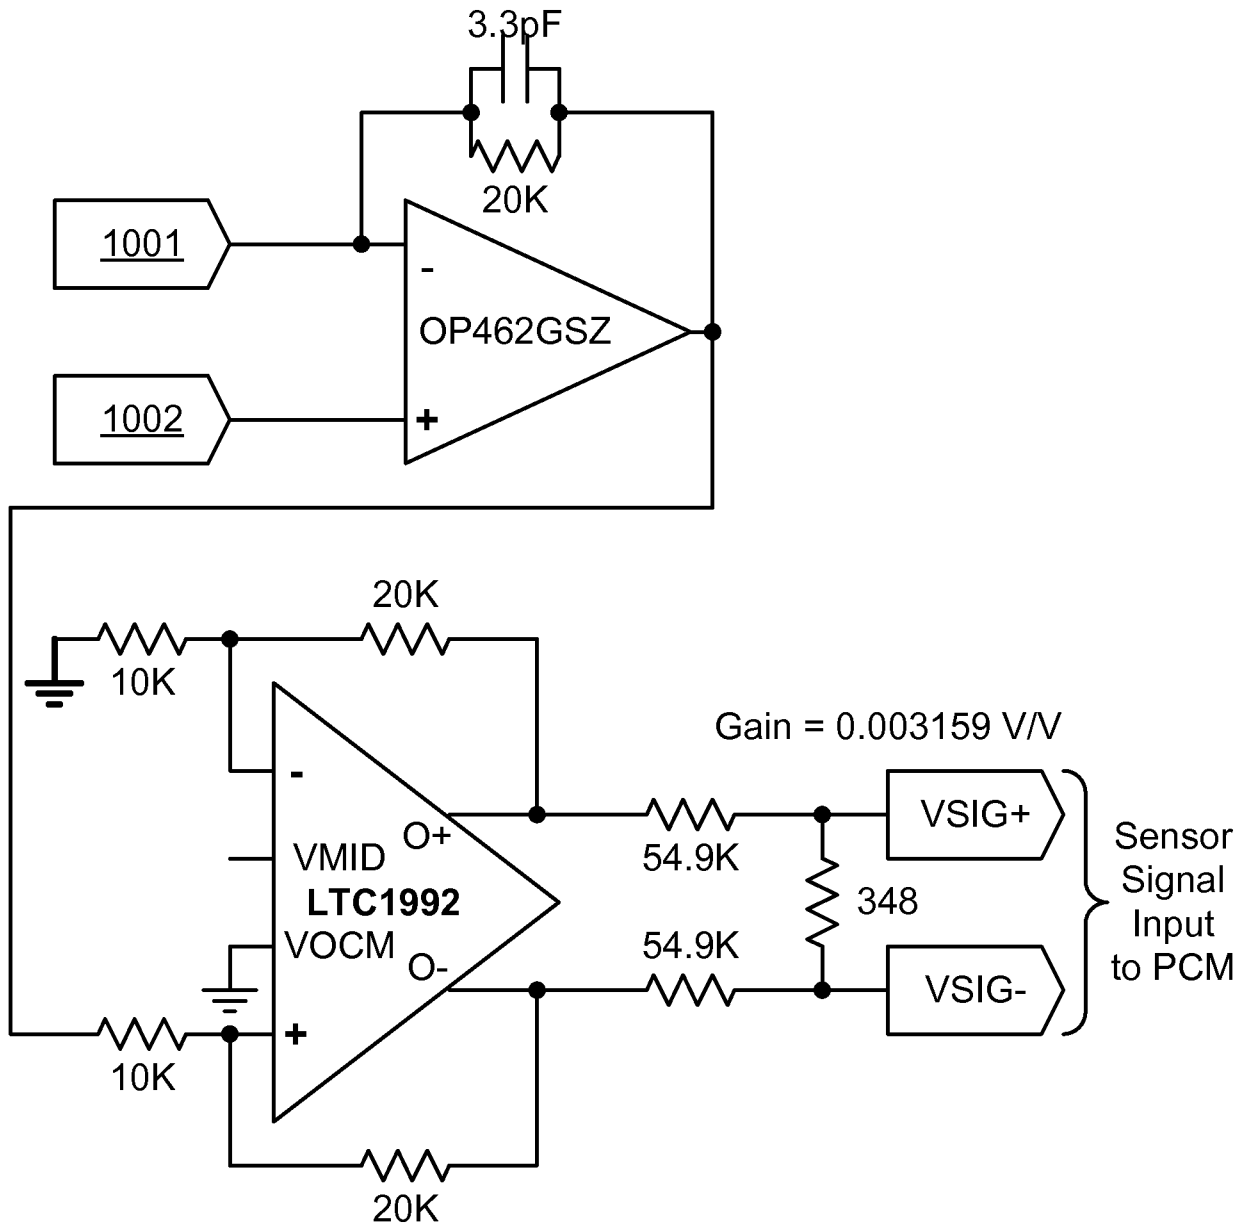 3.3pF
20K
1001
-
OP462GSZ
1002
+
20K
10K
Gain = 0.003159 V/V
-
O+
VSIG+
54.9K
VMID
LTC1992
348
VOCM
O-
54.9K
VSIG-
Sensor
Signal
Input
to PCM
+
10K
20K